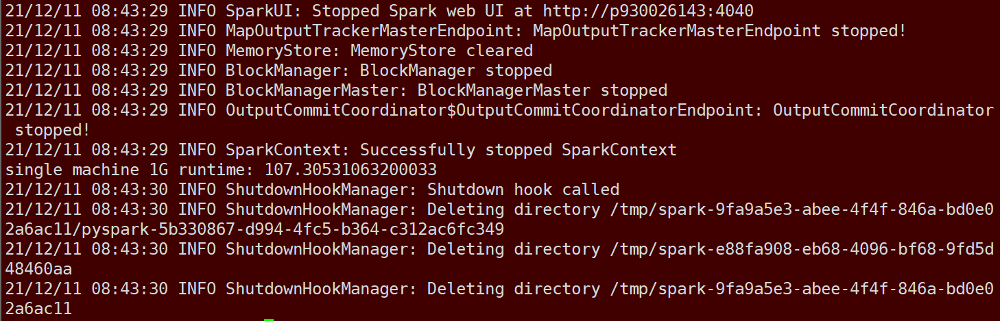 21/12/11 08:43:29 INFO SparkUI: Stopped Spark web UI at http://p930026143:4040
21/12/11 08:43:29 INFO MapOutputTrackerMasterEndpoint: MapOutputTrackerMasterEndpoint stopped!
21/12/11 08:43:29 INFO MemoryStore: MemoryStore cleared
21/12/11 08:43:29 INFO BlockManager: BlockManager stopped
21/12/11 08:43:29 INFO BlockManagerMaster: BlockManagerMaster stopped
21/12/11 08:43:29 INFO OutputCommitCoordinator$OutputCommitCoordinatorEndpoint: OutputCommitCoordinator
 stopped!
21/12/11 08:43:29 INFO SparkContext: Successfully stopped SparkContext
single machine 1G runtime: 107.30531063200033
21/12/11 08:43:30 INFO ShutdownHookManager: Shutdown hook called
21/12/11 08:43:30 INFO ShutdownHookManager: Deleting directory /tmp/spark-9fa9a5e3-abee-4f4f-846a-bd0e0
2a6ac11/pyspark-5b330867-d994-4fc5-b364-c312ac6fc349
21/12/11 08:43:30 INFO ShutdownHookManager: Deleting directory /tmp/spark-e88fa908-eb68-4096-bf68-9fd5d
48460aa
21/12/11 08:43:30 INFO ShutdownHookManager: Deleting directory /tmp/spark-9fa9a5e3-abee-4f4f-846a-bd0e0
2a6ac11